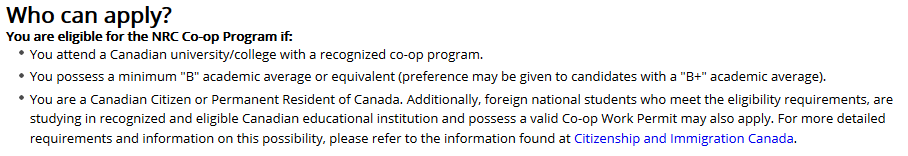 Who can apply?
You are eligible for the NRC Co-op Program if:
• You attend a Canadian university/college with a recognized co-op program.
• You possess a minimum "B" academic average or equivalent (preference may be given to candidates with a "B+" academic average).
• You are a Canadian Citizen or Permanent Resident of Canada. Additionally, foreign national students who meet the eligibility requirements, are
studying in recognized and eligible Canadian educational institution and possess a valid Co-op Work Permit may also apply. For more detailed
requirements and information on this possibility, please refer to the information found at Citizenship and Immigration Canada.